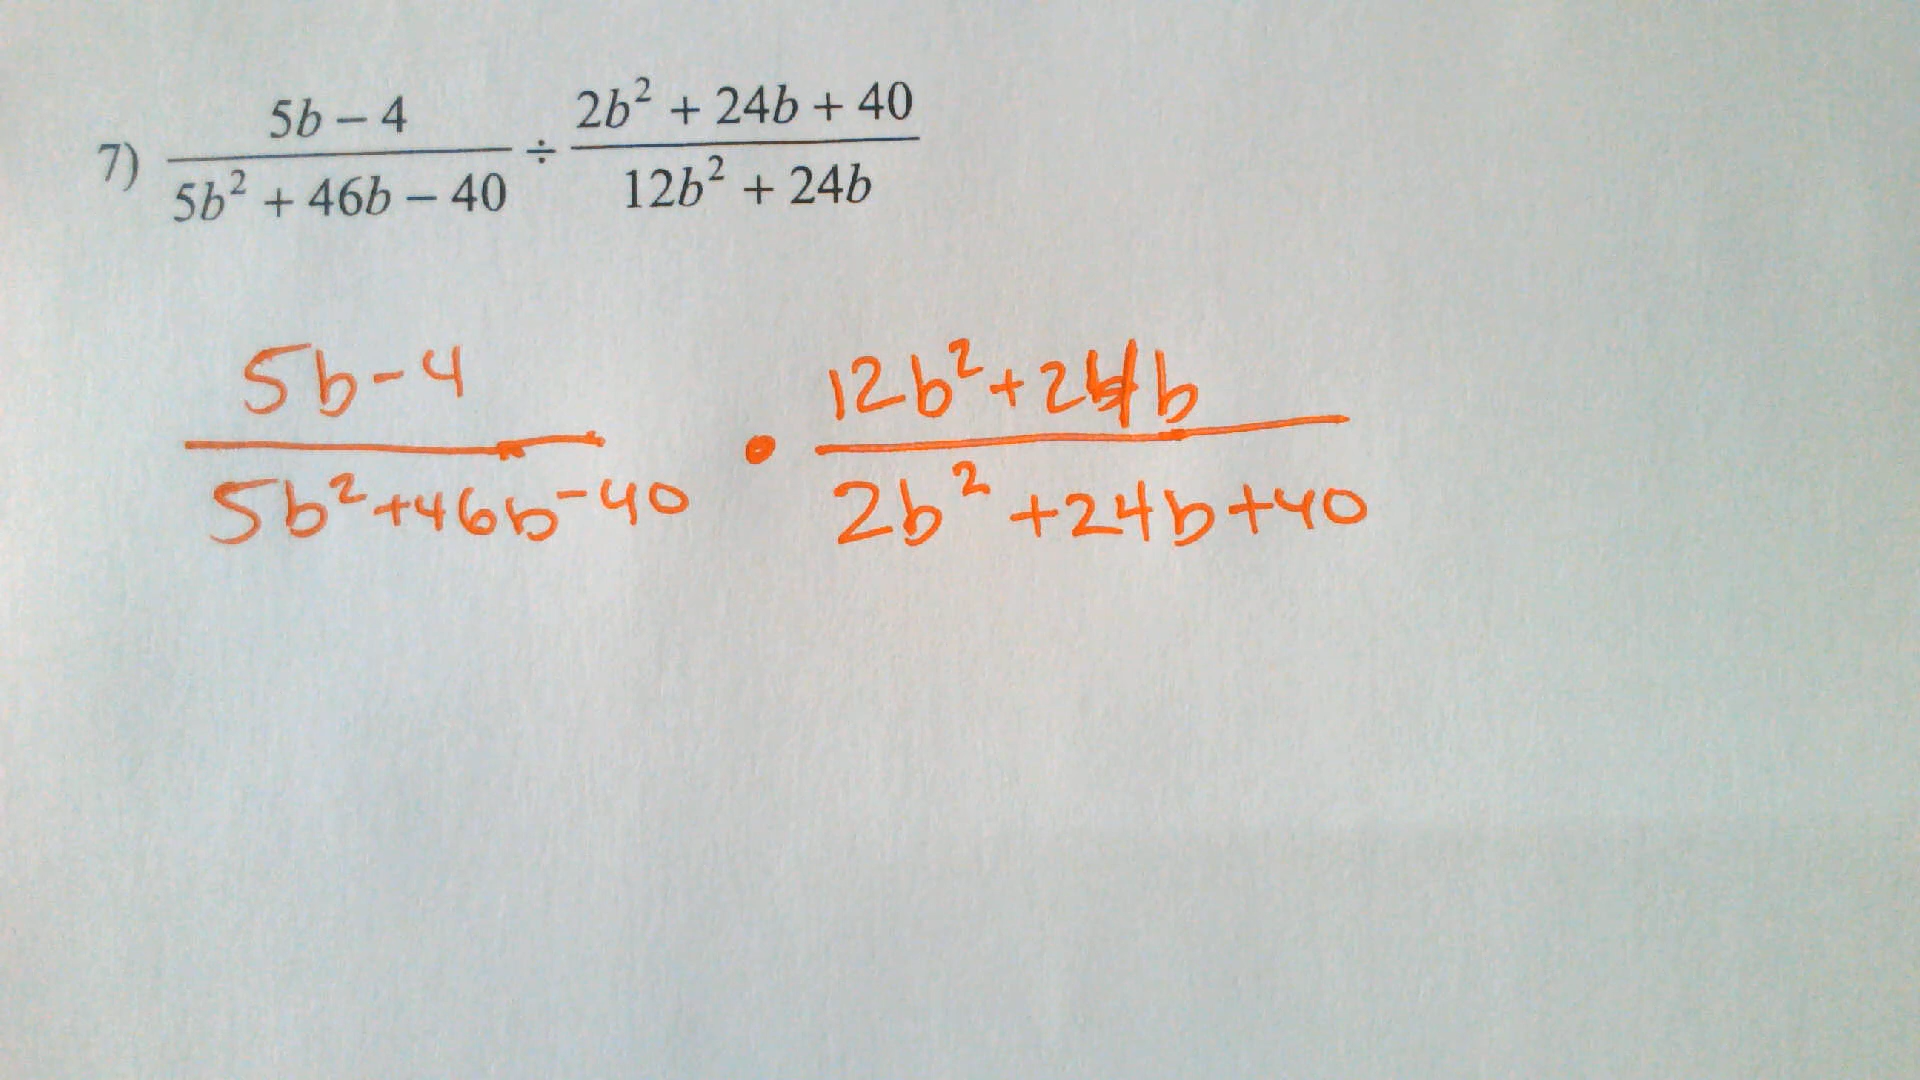 7) (5b − 4)/(5b² + 46b − 40) ÷ (2b² + 24b + 40)/(12b² + 24b)
(5b-4)/(5b²+46b-40) • (12b²+24b)/(2b²+24b+40)